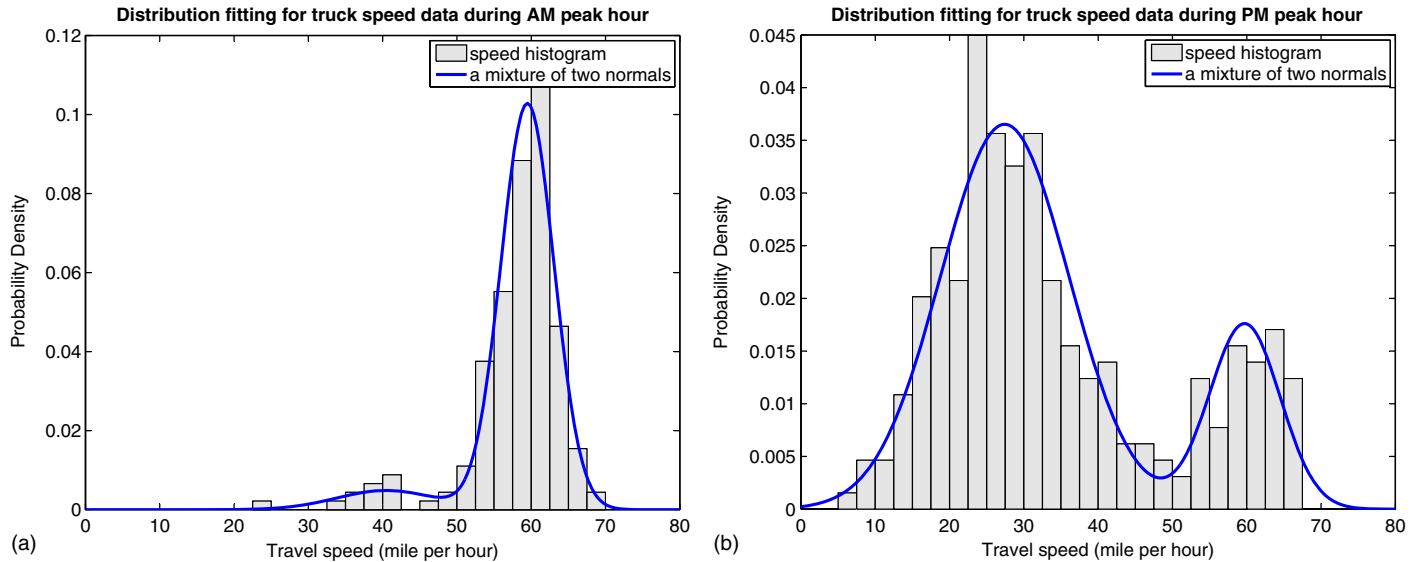 Distribution fitting for truck speed data during AM peak hour
0.12
0.1
0.08
0.06
0.04
0.02
0
Probability Density
speed histogram
a mixture of two normals
0 10 20 30 40 50 60 70 80
Travel speed (mile per hour)
(a)
Distribution fitting for truck speed data during PM peak hour
0.045
0.04
0.035
0.03
0.025
0.02
0.015
0.01
0.005
0
Probability Density
speed histogram
a mixture of two normals
0 10 20 30 40 50 60 70 80
Travel speed (mile per hour)
(b)